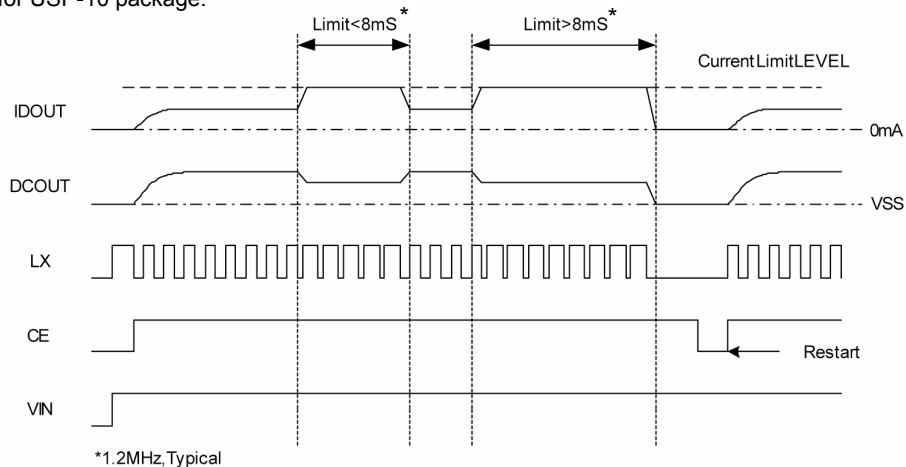 for USP-10 package.
Limit<8mS*
Limit>8mS*
CurrentLimitLEVEL
IDOUT
0mA
DCOUT
VSS
LX
CE
Restart
VIN
*1.2MHz,Typical